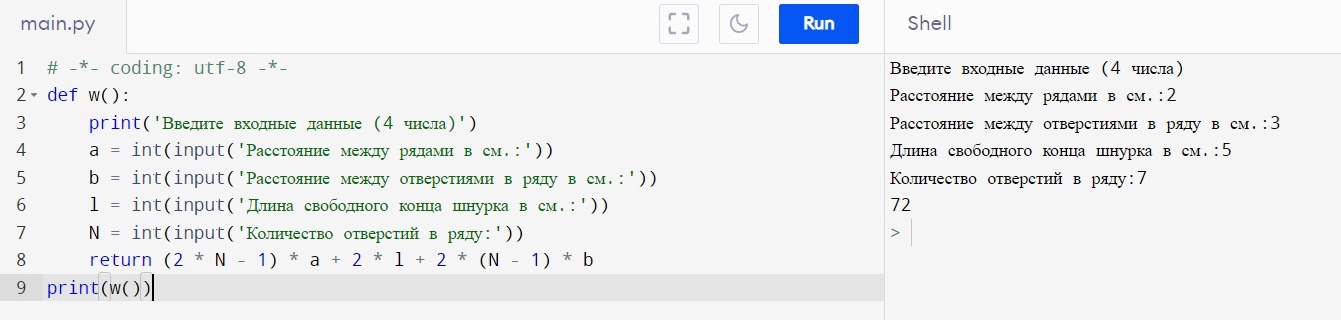 main.py
Run
Shell
1 # -*- coding: utf-8 -*-
2 def w():
3 print('Введите входные данные (4 числа)')
4 a = int(input('Расстояние между рядами в см.:'))
5 b = int(input('Расстояние между отверстиями в ряду в см.:'))
6 l = int(input('Длина свободного конца шнурка в см.:'))
7 N = int(input('Количество отверстий в ряду:'))
8 return (2 * N - 1) * a + 2 * l + 2 * (N - 1) * b
9 print(w())
Введите входные данные (4 числа)
Расстояние между рядами в см.:2
Расстояние между отверстиями в ряду в см.:3
Длина свободного конца шнурка в см.:5
Количество отверстий в ряду:7
72
>